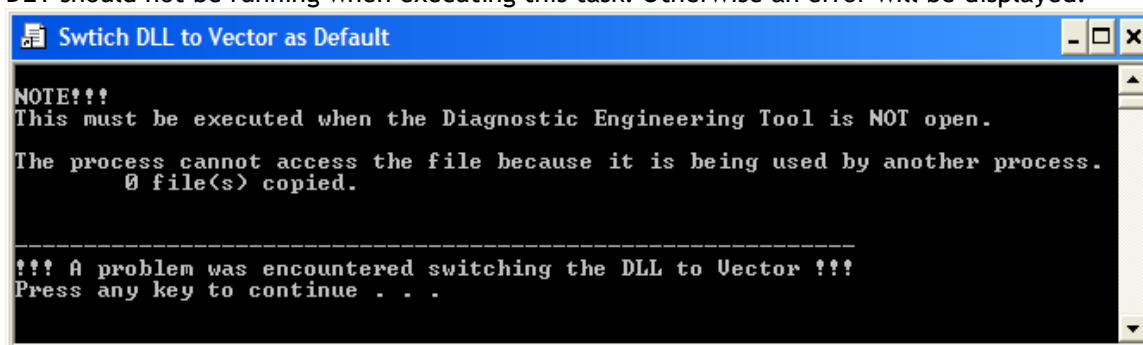 DET should not be running when executing this task. Otherwise an error will be displayed.
Swtich DLL to Vector as Default
NOTE!!!
This must be executed when the Diagnostic Engineering Tool is NOT open.
The process cannot access the file because it is being used by another process.
0 file(s) copied.
!!! A problem was encountered switching the DLL to Vector !!!
Press any key to continue . . .